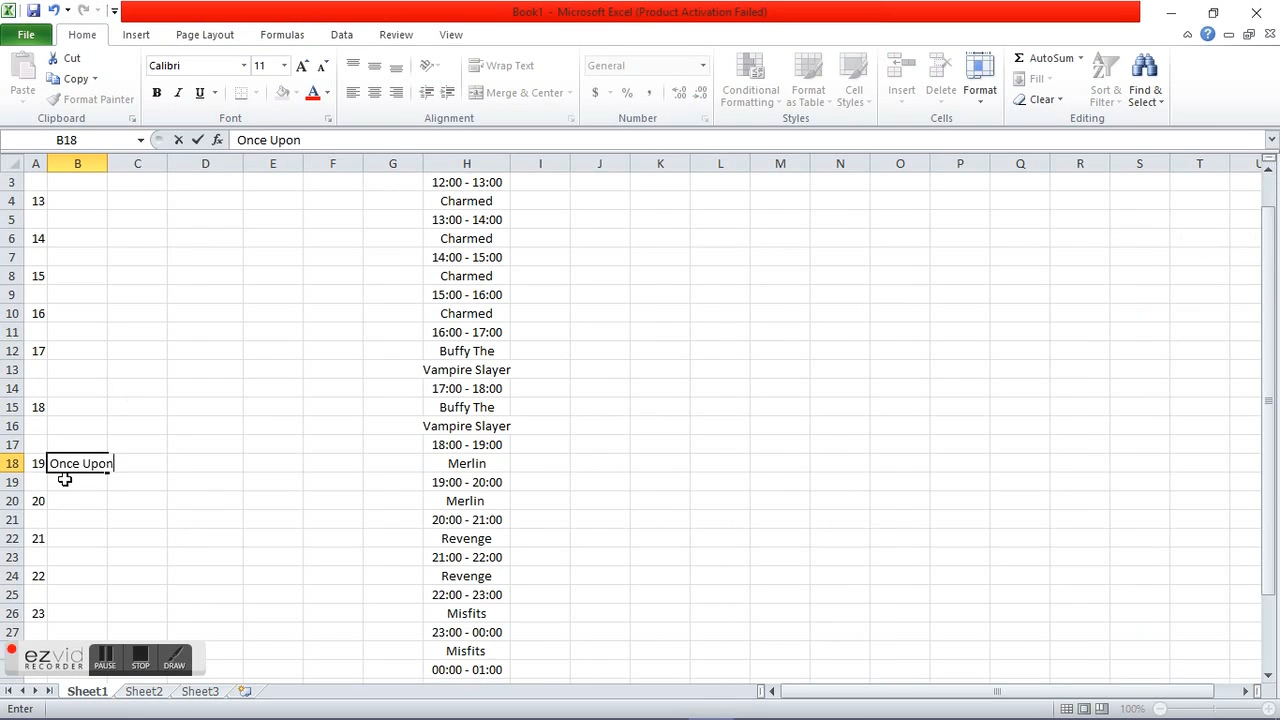 Book1 - Microsoft Excel (Product Activation Failed)
File Home Insert Page Layout Formulas Data Review View
Paste
Cut
Copy
Format Painter
Clipboard
Calibri 11
B I U
Font
Wrap Text
Merge & Center
Alignment
General
$ % ,
Number
Conditional Formatting
Format as Table
Cell Styles
Styles
Insert
Delete
Format
Cells
AutoSum
Fill
Clear
Sort & Filter
Find & Select
Editing
B18 fx Once Upon
A B C D E F G H I J K L M N O P Q R S T U
3 12:00 - 13:00
4 13 Charmed
5 13:00 - 14:00
6 14 Charmed
7 14:00 - 15:00
8 15 Charmed
9 15:00 - 16:00
10 16 Charmed
11 16:00 - 17:00
12 17 Buffy The
13 Vampire Slayer
14 17:00 - 18:00
15 18 Buffy The
16 Vampire Slayer
17 18:00 - 19:00
18 19 Once Upon Merlin
19 19:00 - 20:00
20 20 Merlin
21 20:00 - 21:00
22 21 Revenge
23 21:00 - 22:00
24 22 Revenge
25 22:00 - 23:00
26 23 Misfits
27 23:00 - 00:00
Misfits
00:00 - 01:00
ezvid
RECORDER
PAUSE STOP DRAW
Sheet1 Sheet2 Sheet3
Enter 100%